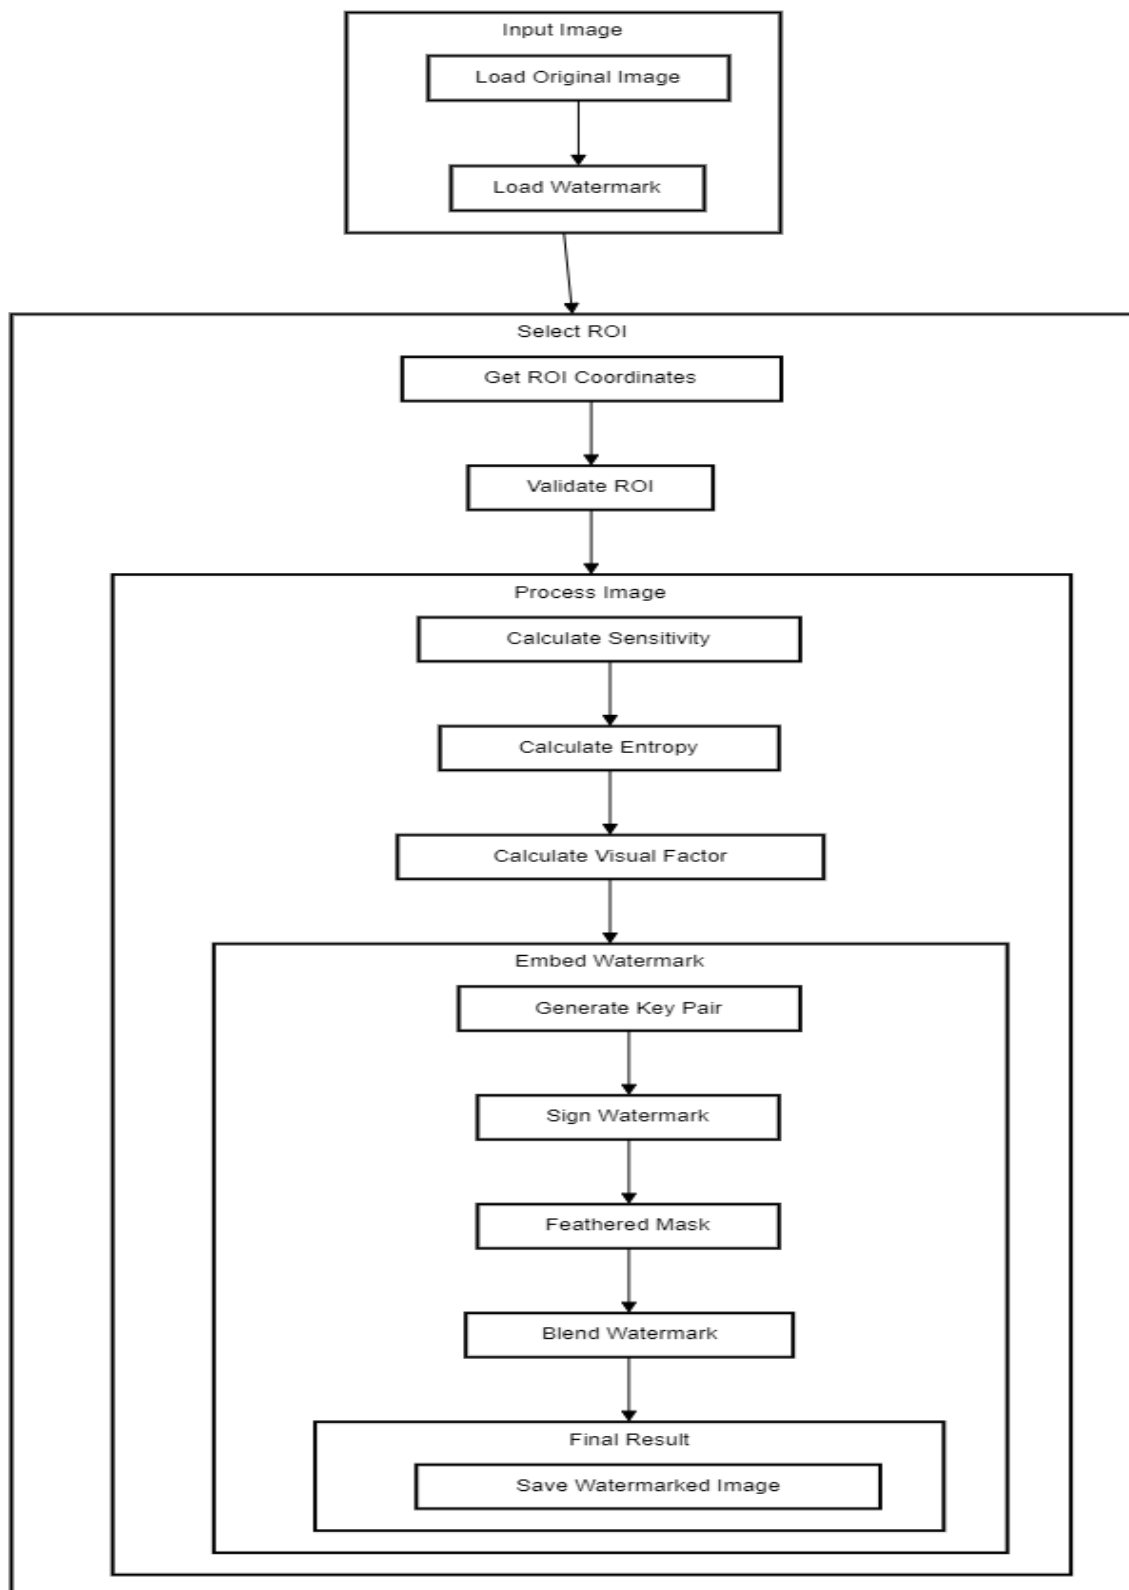 Input Image
Load Original Image
Load Watermark
Select ROI
Get ROI Coordinates
Validate ROI
Process Image
Calculate Sensitivity
Calculate Entropy
Calculate Visual Factor
Embed Watermark
Generate Key Pair
Sign Watermark
Feathered Mask
Blend Watermark
Final Result
Save Watermarked Image